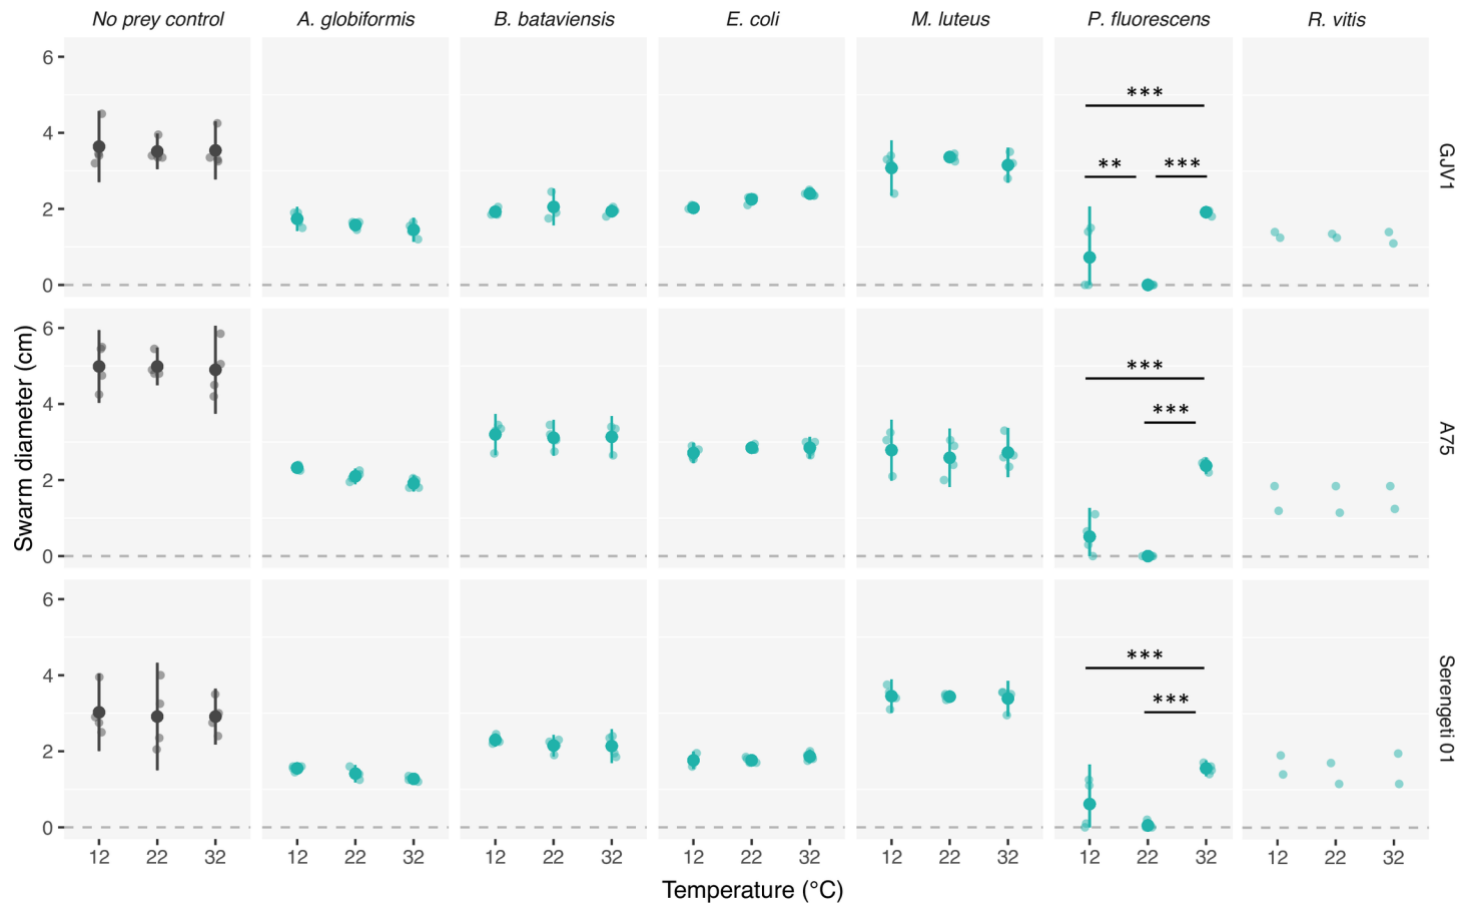 No prey control A. globiformis B. bataviensis E. coli M. luteus P. fluorescens R. vitis
6
4
2
0
***
**
***
GJV1
6
4
2
0
***
***
A75
6
4
2
0
***
***
Serengeti 01
Swarm diameter (cm)
12 22 32 12 22 32 12 22 32 12 22 32 12 22 32 12 22 32 12 22 32
Temperature (°C)